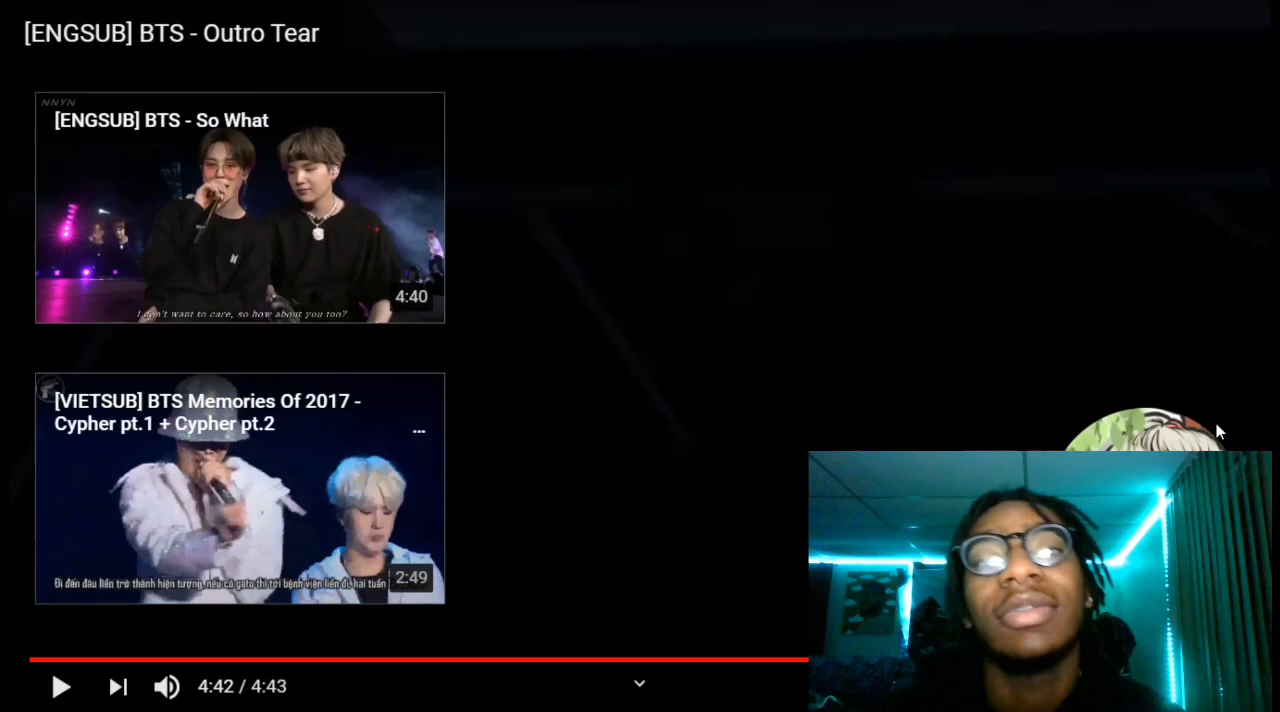 [ENGSUB] BTS - Outro Tear
NNYN
[ENGSUB] BTS - So What
4:40
I don't want to care, so how about you too?
[VIETSUB] BTS Memories Of 2017 -
Cypher pt.1 + Cypher pt.2
...
Đi đến đâu liền trở thành hiện tượng, nếu có gato thì tới bệnh viện liền đi, hai tuần
2:49
4:42 / 4:43